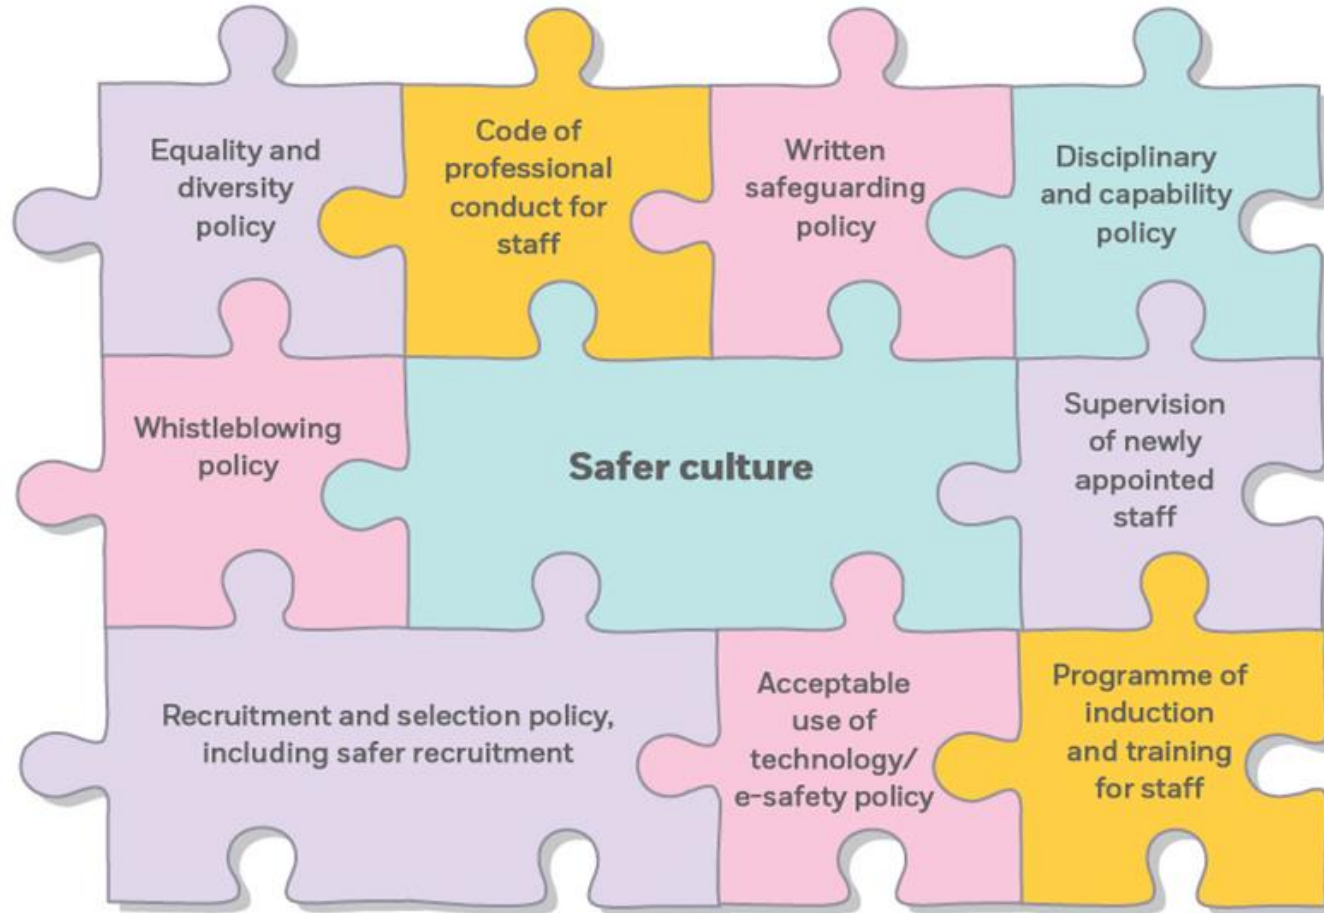 Equality and
diversity
policy
Code of
professional
conduct for
staff
Written
safeguarding
policy
Disciplinary
and capability
policy
Whistleblowing
policy
Safer culture
Supervision
of newly
appointed
staff
Recruitment and selection policy,
including safer recruitment
Acceptable
use of
technology/
e-safety policy
Programme of
induction
and training
for staff